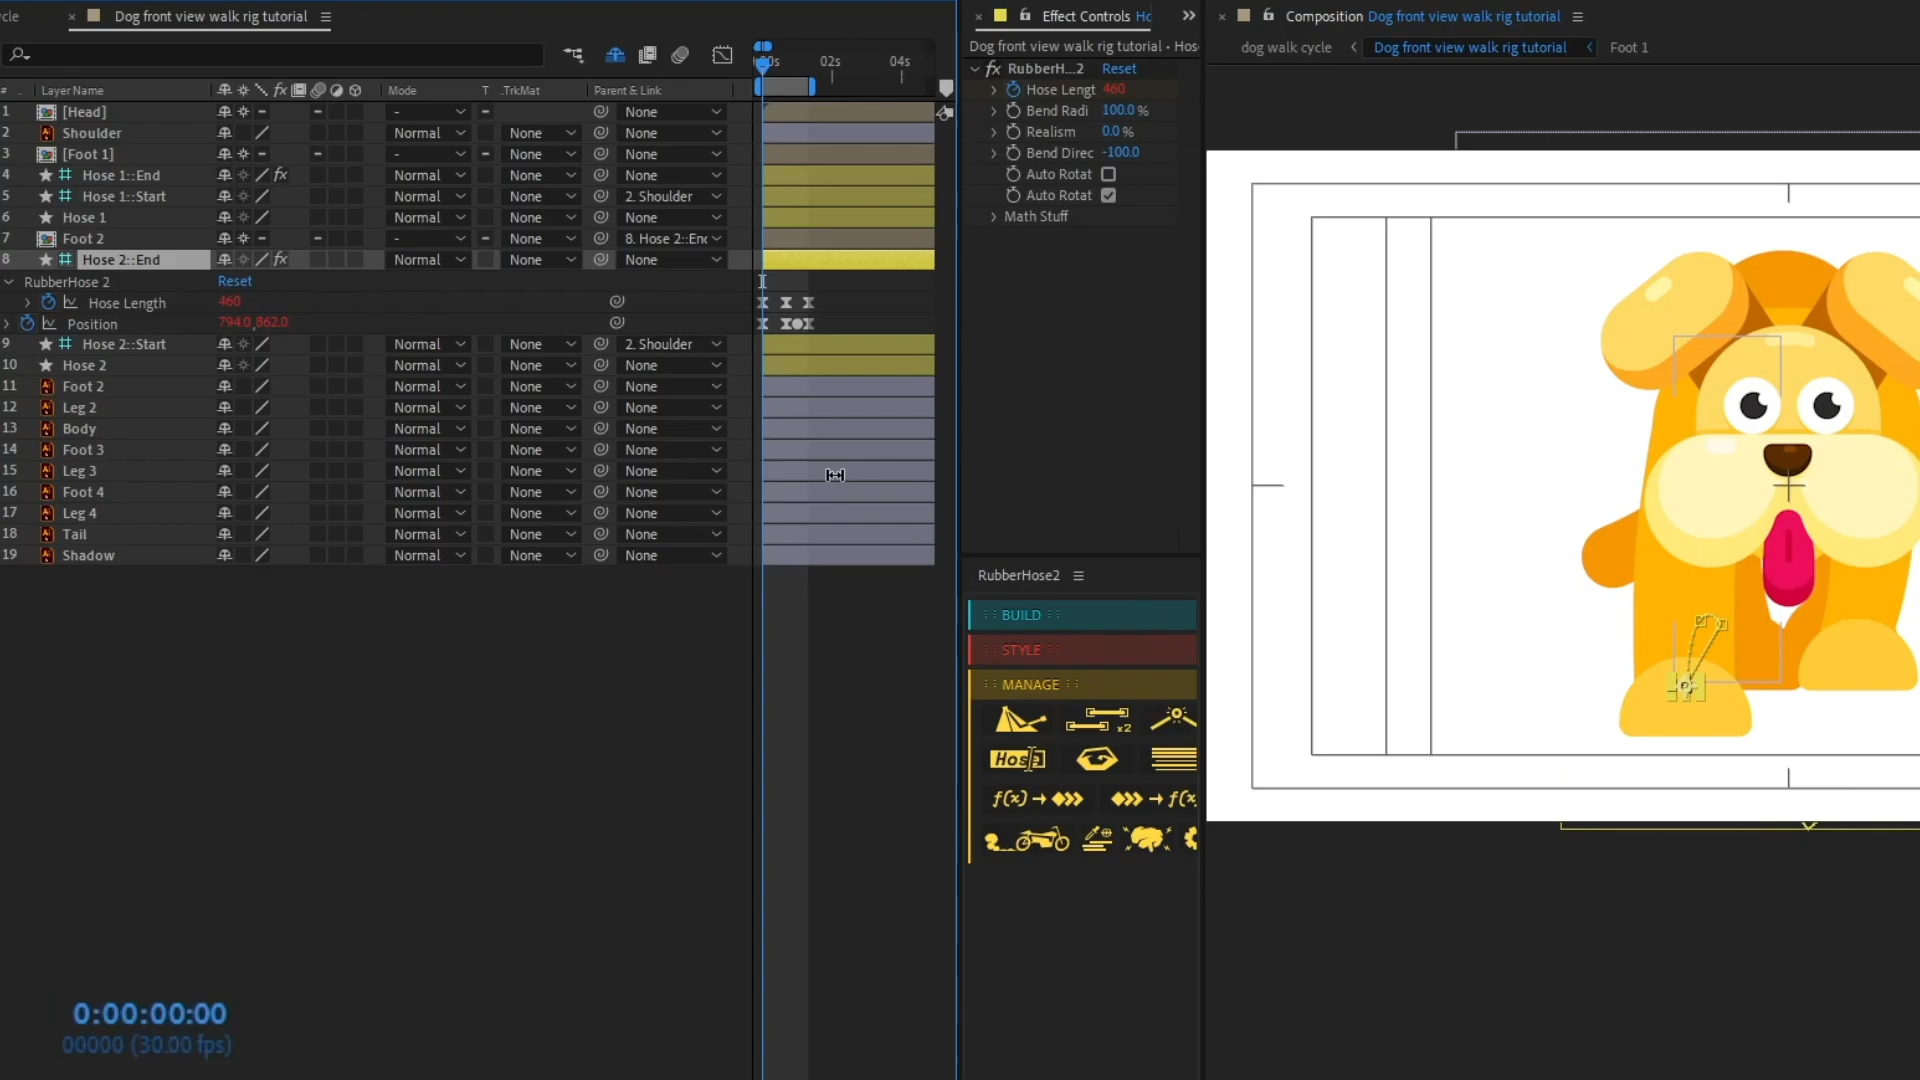 cle
Dog front view walk rig tutorial
02s 04s
# Layer Name Mode T .TrkMat Parent & Link
1 [Head] - None
2 Shoulder Normal None None
3 [Foot 1] - None None
4 Hose 1::End fx Normal None None
5 Hose 1::Start Normal None 2. Shoulder
6 Hose 1 Normal None None
7 Foot 2 - None 8. Hose 2::Enc
8 Hose 2::End fx Normal None None
RubberHose 2 Reset
Hose Length 460
Position 794.0,862.0
9 Hose 2::Start Normal None 2. Shoulder
10 Hose 2 Normal None None
11 Foot 2 Normal None None
12 Leg 2 Normal None None
13 Body Normal None None
14 Foot 3 Normal None None
15 Leg 3 Normal None None
16 Foot 4 Normal None None
17 Leg 4 Normal None None
18 Tail Normal None None
19 Shadow Normal None None
0:00:00:00
00000 (30.00 fps)
Effect Controls Ho
Dog front view walk rig tutorial • Hose
fx RubberH...2 Reset
Hose Lengt 460
Bend Radi 100.0 %
Realism 0.0 %
Bend Direc -100.0
Auto Rotat
Auto Rotat
Math Stuff
RubberHose2
:: BUILD ::
:: STYLE ::
:: MANAGE ::
x2
Hose
f(x)
f(x
Composition Dog front view walk rig tutorial
dog walk cycle Dog front view walk rig tutorial Foot 1